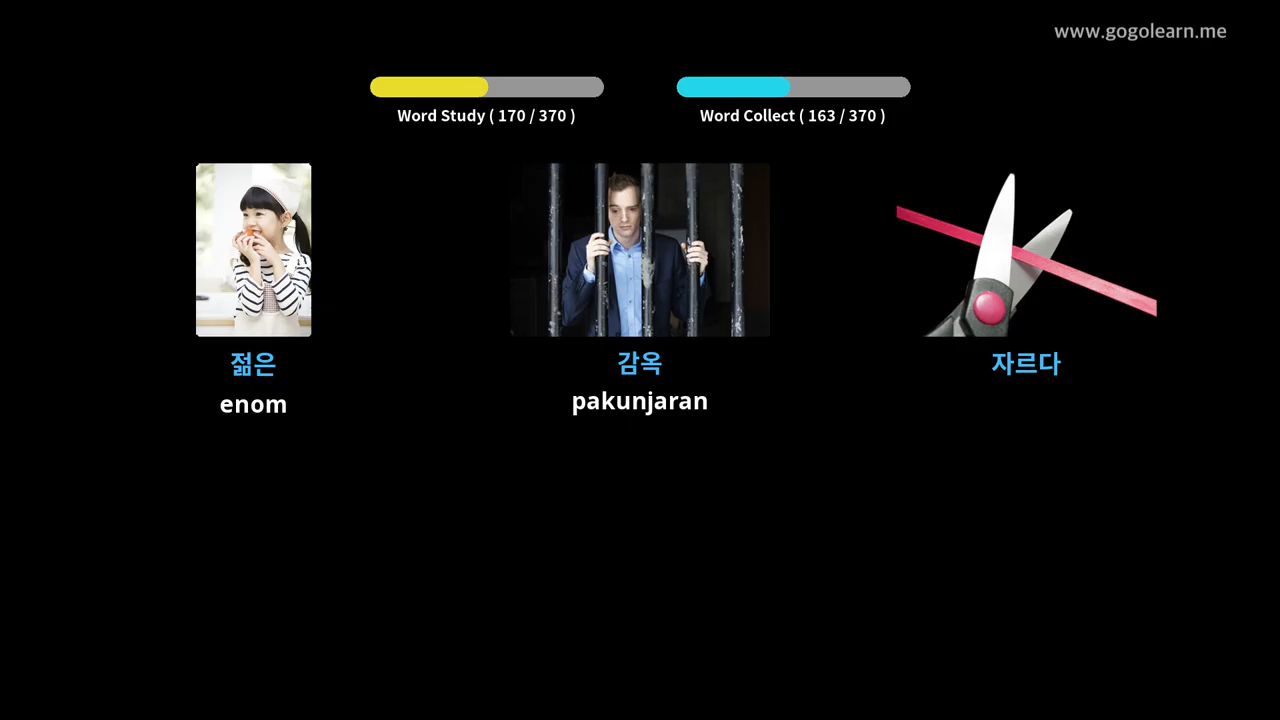 www.gogolearn.me
Word Study ( 170 / 370 )
Word Collect ( 163 / 370 )
젊은
enom
감옥
pakunjaran
자르다